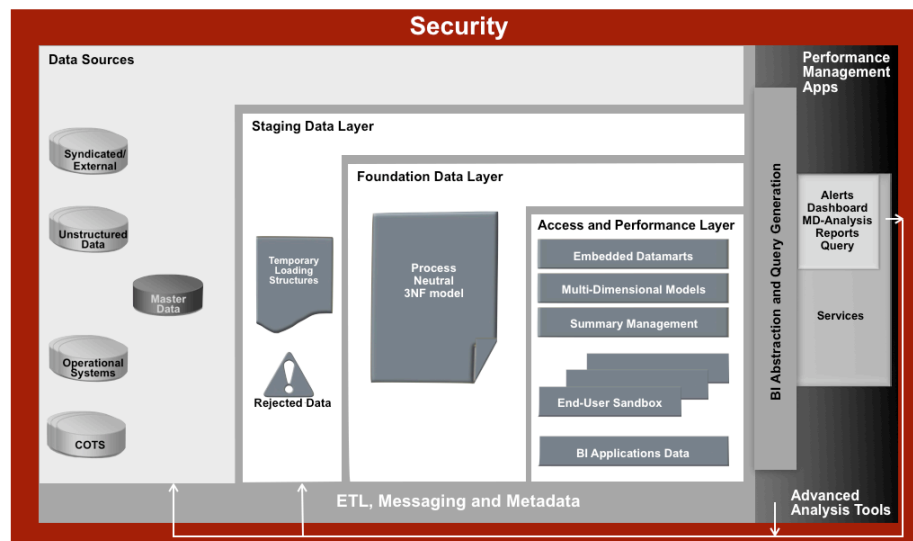 Security
Data Sources
Syndicated/
External
Unstructured
Data
Master
Data
Operational
Systems
COTS
Staging Data Layer
Temporary
Loading
Structures
Rejected Data
Foundation Data Layer
Process
Neutral
3NF model
Access and Performance Layer
Embedded Datamarts
Multi-Dimensional Models
Summary Management
End-User Sandbox
BI Applications Data
BI Abstraction and Query Generation
Performance
Management
Apps
Alerts
Dashboard
MD-Analysis
Reports
Query
Services
Advanced
Analysis Tools
ETL, Messaging and Metadata